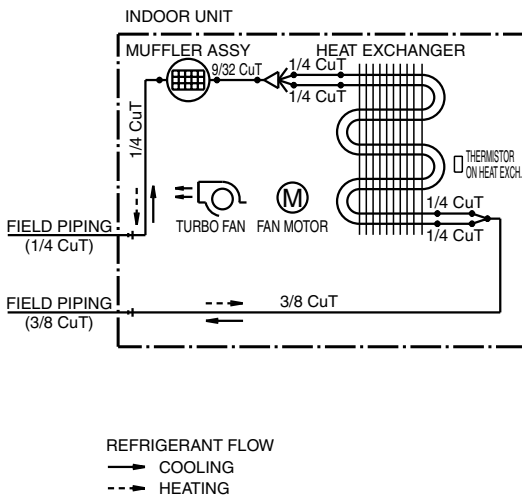 INDOOR UNIT
MUFFLER ASSY
HEAT EXCHANGER
9/32 CuT
1/4 CuT
1/4 CuT
1/4 CuT
THERMISTOR
ON HEAT EXCH.
M
TURBO FAN
FAN MOTOR
1/4 CuT
1/4 CuT
FIELD PIPING
(1/4 CuT)
FIELD PIPING
(3/8 CuT)
3/8 CuT
REFRIGERANT FLOW
COOLING
HEATING